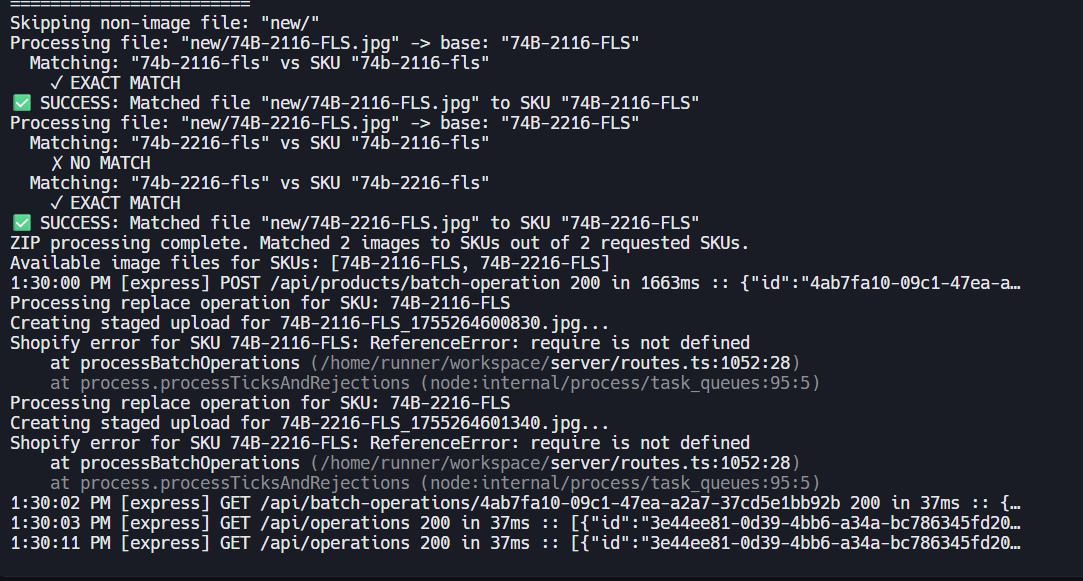 ========================
Skipping non-image file: "new/"
Processing file: "new/74B-2116-FLS.jpg" -> base: "74B-2116-FLS"
  Matching: "74b-2116-fls" vs SKU "74b-2116-fls"
    ✓ EXACT MATCH
✅ SUCCESS: Matched file "new/74B-2116-FLS.jpg" to SKU "74B-2116-FLS"
Processing file: "new/74B-2216-FLS.jpg" -> base: "74B-2216-FLS"
  Matching: "74b-2216-fls" vs SKU "74b-2116-fls"
    ✗ NO MATCH
  Matching: "74b-2216-fls" vs SKU "74b-2216-fls"
    ✓ EXACT MATCH
✅ SUCCESS: Matched file "new/74B-2216-FLS.jpg" to SKU "74B-2216-FLS"
ZIP processing complete. Matched 2 images to SKUs out of 2 requested SKUs.
Available image files for SKUs: [74B-2116-FLS, 74B-2216-FLS]
1:30:00 PM [express] POST /api/products/batch-operation 200 in 1663ms :: {"id":"4ab7fa10-09c1-47ea-a…
Processing replace operation for SKU: 74B-2116-FLS
Creating staged upload for 74B-2116-FLS_1755264600830.jpg...
Shopify error for SKU 74B-2116-FLS: ReferenceError: require is not defined
    at processBatchOperations (/home/runner/workspace/server/routes.ts:1052:28)
    at process.processTicksAndRejections (node:internal/process/task_queues:95:5)
Processing replace operation for SKU: 74B-2216-FLS
Creating staged upload for 74B-2216-FLS_1755264601340.jpg...
Shopify error for SKU 74B-2216-FLS: ReferenceError: require is not defined
    at processBatchOperations (/home/runner/workspace/server/routes.ts:1052:28)
    at process.processTicksAndRejections (node:internal/process/task_queues:95:5)
1:30:02 PM [express] GET /api/batch-operations/4ab7fa10-09c1-47ea-a2a7-37cd5e1bb92b 200 in 37ms :: {…
1:30:03 PM [express] GET /api/operations 200 in 37ms :: [{"id":"3e44ee81-0d39-4bb6-a34a-bc786345fd20…
1:30:11 PM [express] GET /api/operations 200 in 37ms :: [{"id":"3e44ee81-0d39-4bb6-a34a-bc786345fd20…